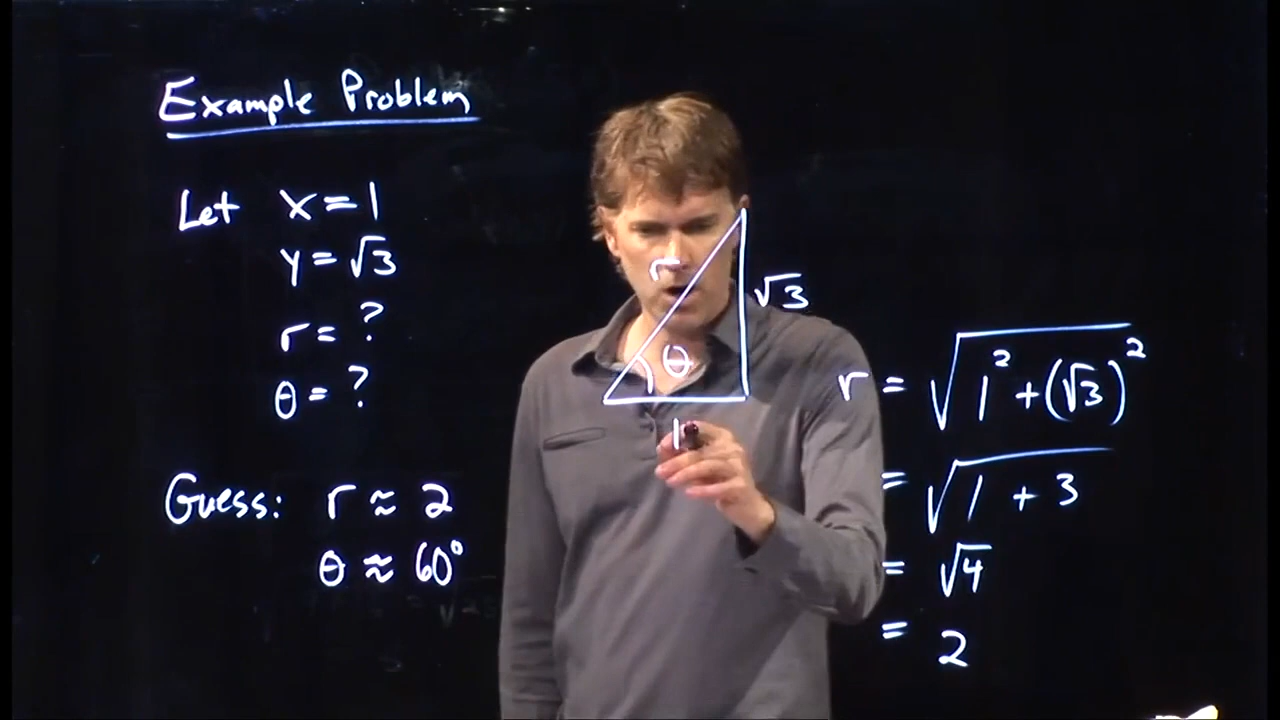 Example Problem
Let x = 1
y = √3
r = ?
θ = ?
Guess: r ≈ 2
θ ≈ 60°
r
θ
√3
1
r = √(1² + (√3)²)
= √(1 + 3)
= √4
= 2